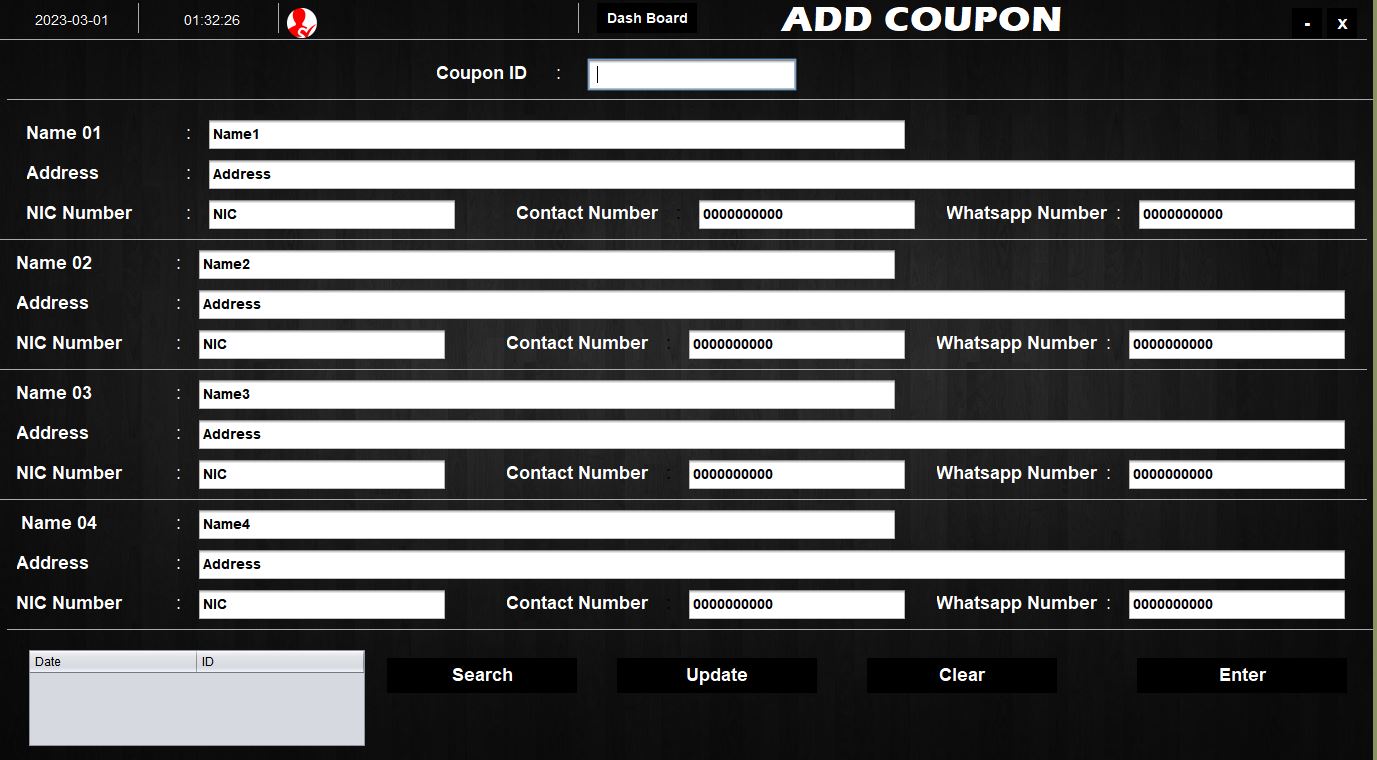 2023-03-01 01:32:26 Dash Board ADD COUPON - x
Coupon ID :
Name 01 : Name1
Address : Address
NIC Number : NIC Contact Number : 0000000000 Whatsapp Number : 0000000000
Name 02 : Name2
Address : Address
NIC Number : NIC Contact Number : 0000000000 Whatsapp Number : 0000000000
Name 03 : Name3
Address : Address
NIC Number : NIC Contact Number : 0000000000 Whatsapp Number : 0000000000
Name 04 : Name4
Address : Address
NIC Number : NIC Contact Number : 0000000000 Whatsapp Number : 0000000000
Date ID
Search Update Clear Enter